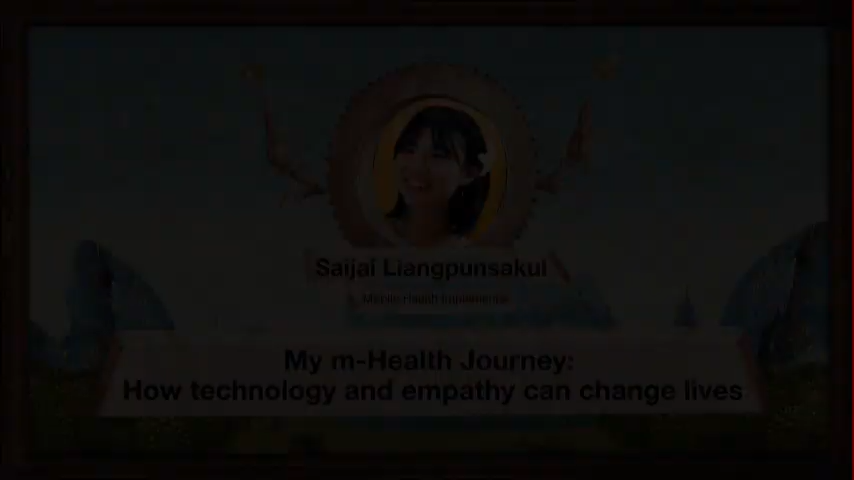 Saijai Liangpunsakul
My m-Health Journey:
How technology and empathy can change lives